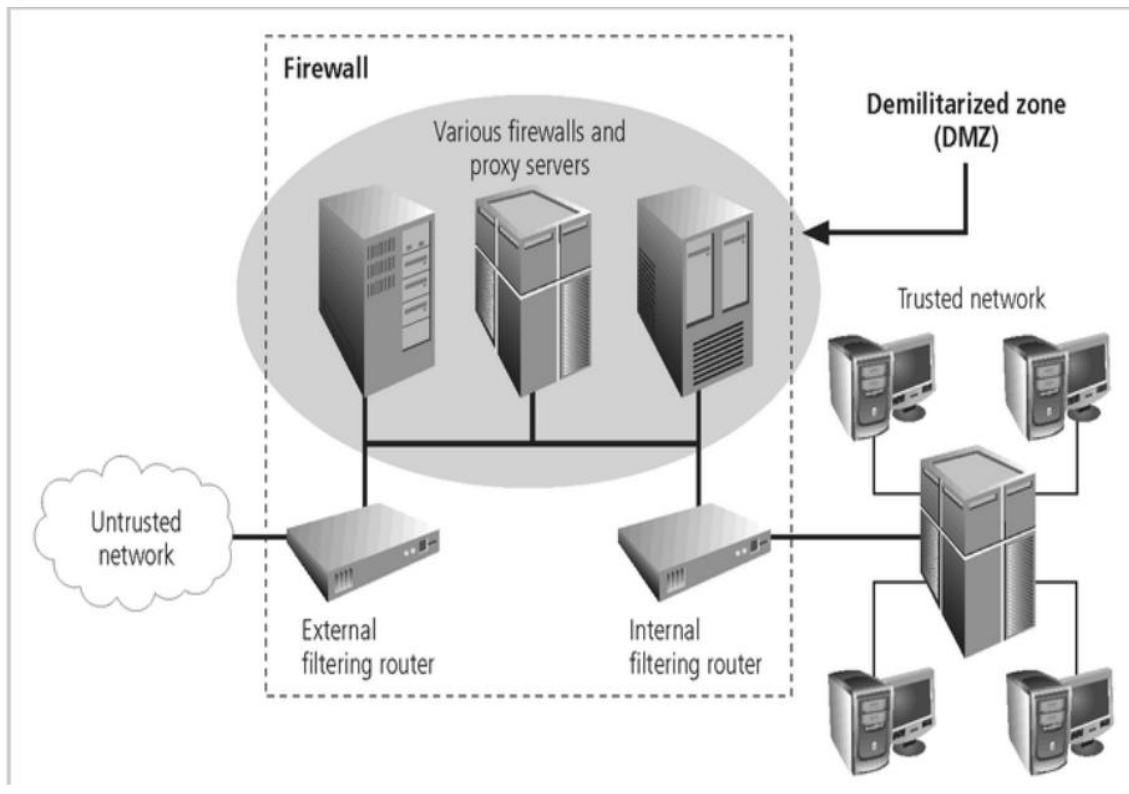 Firewall
Various firewalls and
proxy servers
Demilitarized zone
(DMZ)
Trusted network
Untrusted
network
External
filtering router
Internal
filtering router